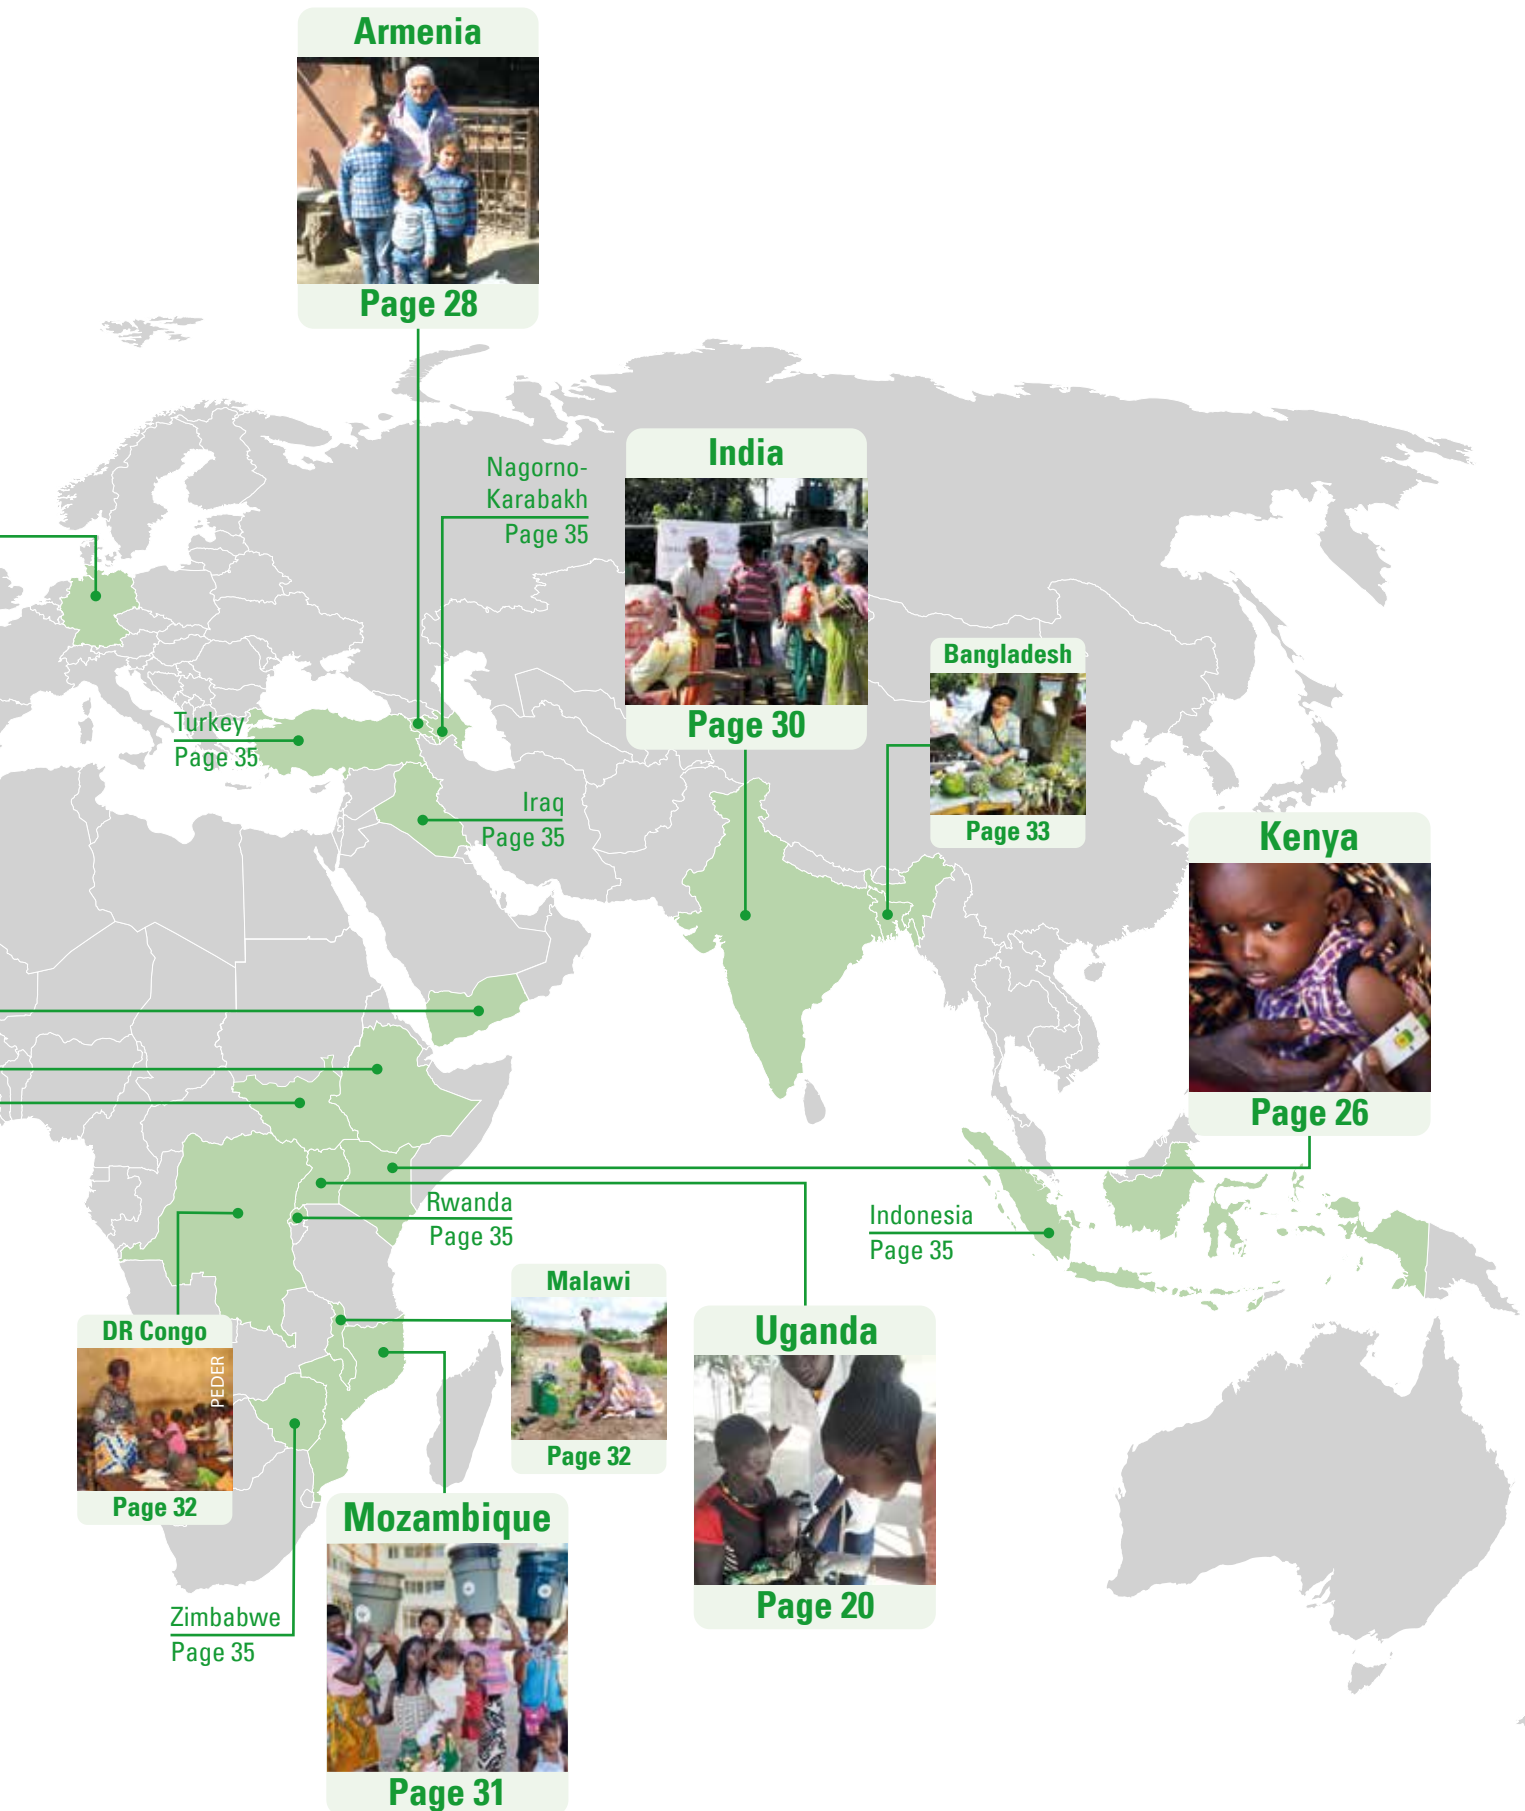 Armenia
Page 28
Nagorno-
Karabakh
Page 35
India
Page 30
Bangladesh
Page 33
Turkey
Page 35
Iraq
Page 35
Kenya
Page 26
Rwanda
Page 35
Indonesia
Page 35
Malawi
Page 32
DR Congo
PEDER
Page 32
Uganda
Page 20
Mozambique
Page 31
Zimbabwe
Page 35